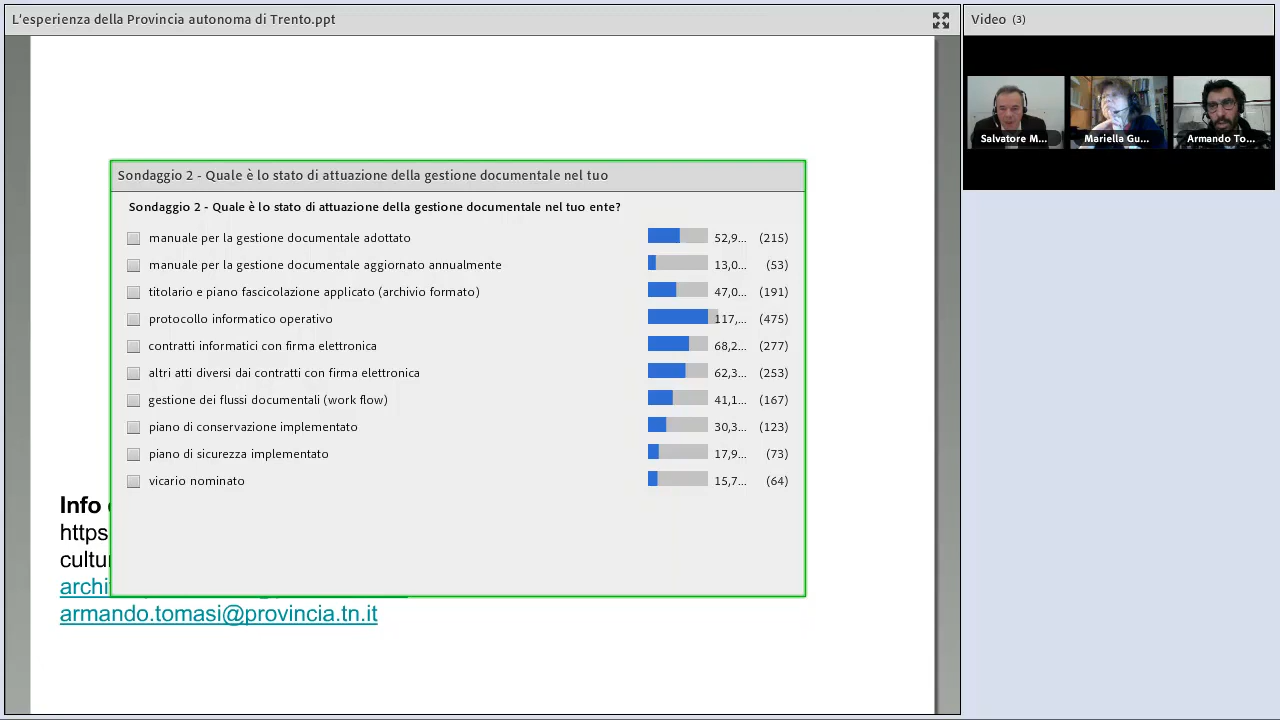 L'esperienza della Provincia autonoma di Trento.ppt
Video (3)
Salvatore M...
Mariella Gu...
Armando To...
Sondaggio 2 - Quale è lo stato di attuazione della gestione documentale nel tuo
Sondaggio 2 - Quale è lo stato di attuazione della gestione documentale nel tuo ente?
manuale per la gestione documentale adottato 52,9... (215)
manuale per la gestione documentale aggiornato annualmente 13,0... (53)
titolario e piano fascicolazione applicato (archivio formato) 47,0... (191)
protocollo informatico operativo 117,... (475)
contratti informatici con firma elettronica 68,2... (277)
altri atti diversi dai contratti con firma elettronica 62,3... (253)
gestione dei flussi documentali (work flow) 41,1... (167)
piano di conservazione implementato 30,3... (123)
piano di sicurezza implementato 17,9... (73)
vicario nominato 15,7... (64)
Info
https
cultu
archi
armando.tomasi@provincia.tn.it